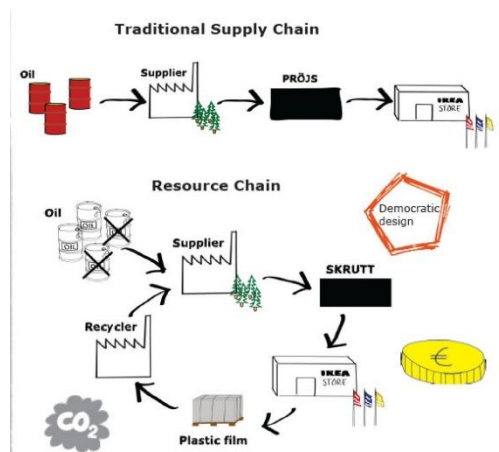 Traditional Supply Chain
Oil
Supplier
PRÖJS
IKEA
STORE
Resource Chain
Oil
OIL
OIL
OIL
OIL
Supplier
Democratic
design
SKRUTT
Recycler
IKEA
STORE
€
CO2
Plastic film